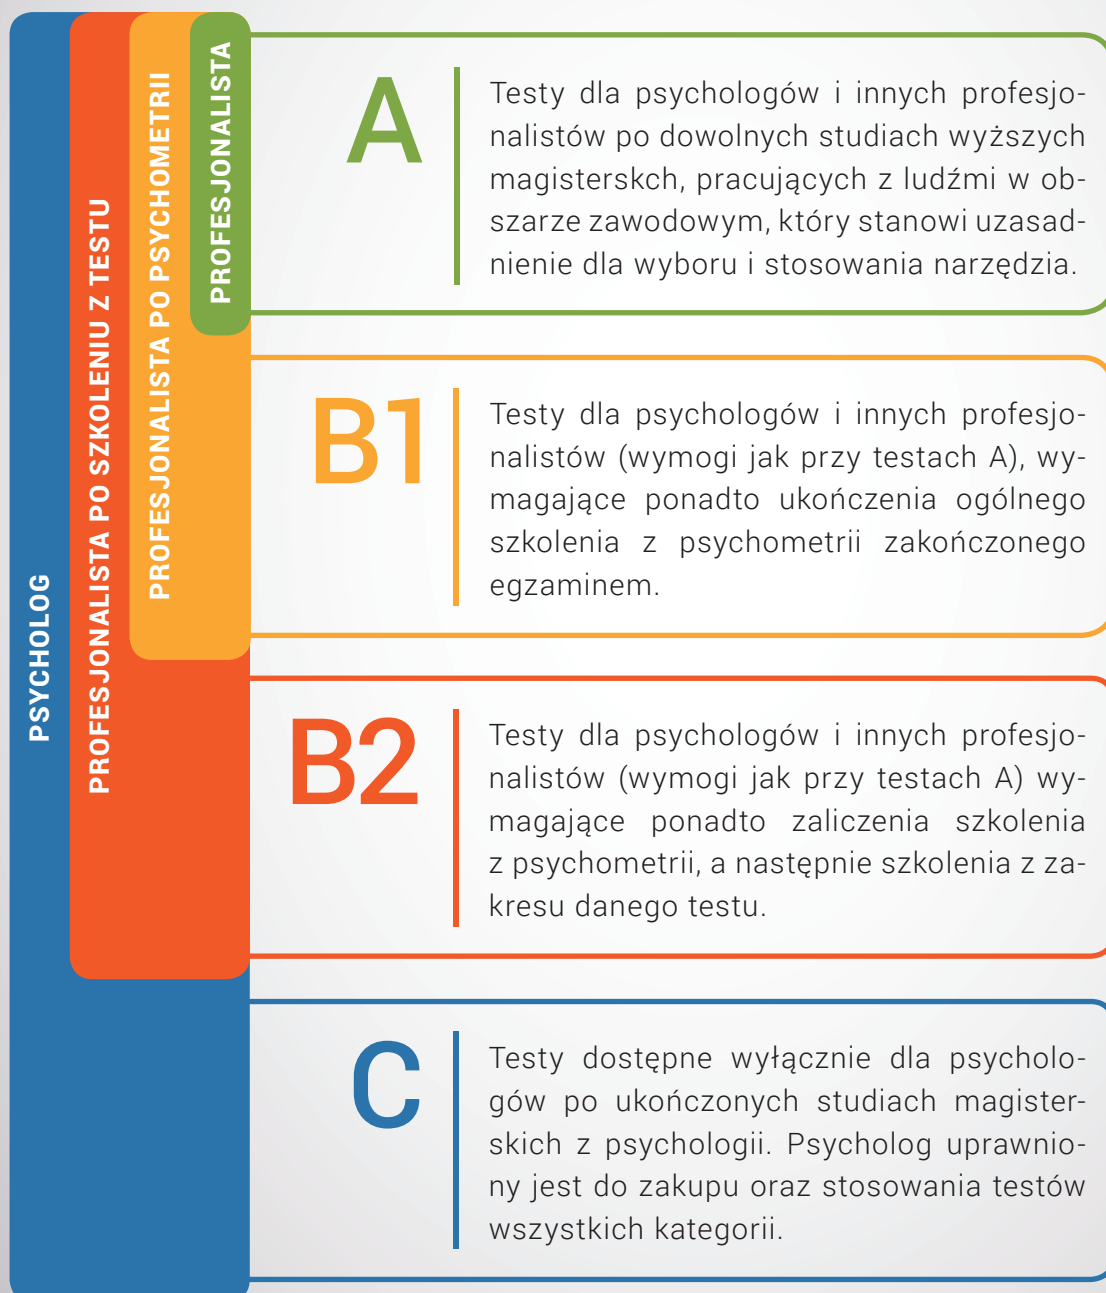 PSYCHOLOG
PROFESJONALISTA PO SZKOLENIU Z TESTU
PROFESJONALISTA PO PSYCHOMETRII
PROFESJONALISTA
A
Testy dla psychologów i innych profesjo-
nalistów po dowolnych studiach wyższych
magisterskch, pracujących z ludźmi w ob-
szarze zawodowym, który stanowi uzasad-
nienie dla wyboru i stosowania narzędzia.
B1
Testy dla psychologów i innych profesjo-
nalistów (wymogi jak przy testach A), wy-
magające ponadto ukończenia ogólnego
szkolenia z psychometrii zakończonego
egzaminem.
B2
Testy dla psychologów i innych profesjo-
nalistów (wymogi jak przy testach A) wy-
magające ponadto zaliczenia szkolenia
z psychometrii, a następnie szkolenia z za-
kresu danego testu.
C
Testy dostępne wyłącznie dla psycholo-
gów po ukończonych studiach magister-
skich z psychologii. Psycholog uprawnio-
ny jest do zakupu oraz stosowania testów
wszystkich kategorii.